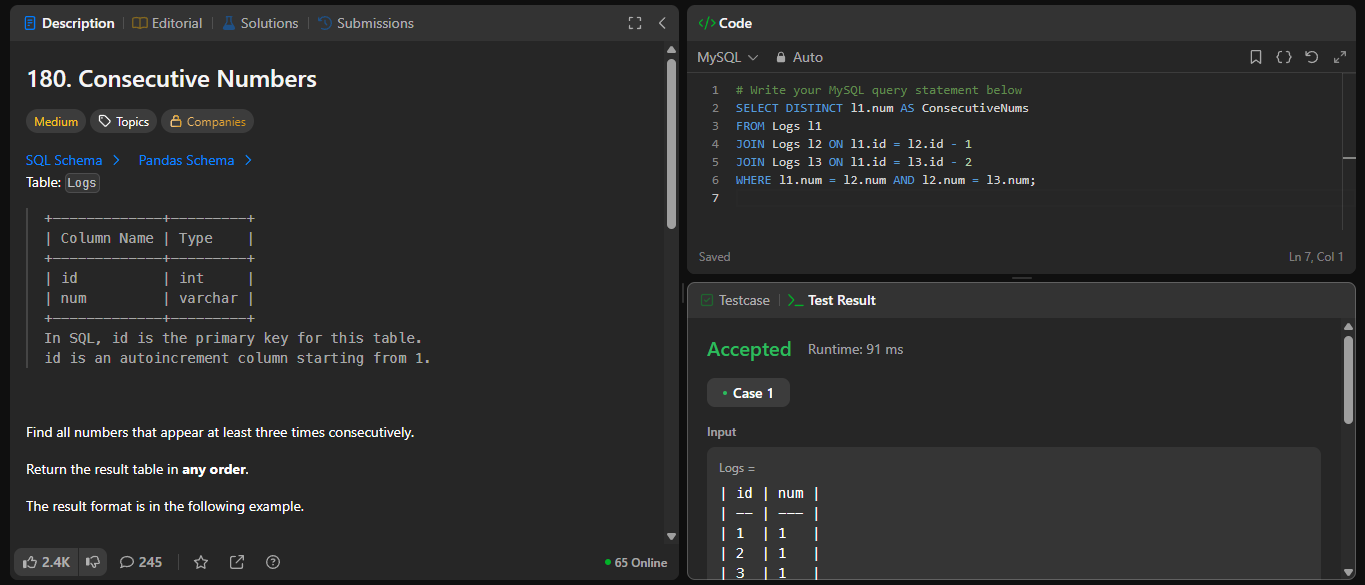 Description
Editorial
Solutions
Submissions
180. Consecutive Numbers
Medium
Topics
Companies
SQL Schema
Pandas Schema
Table: Logs
+-------------+---------+
| Column Name | Type    |
+-------------+---------+
| id          | int     |
| num         | varchar |
+-------------+---------+
In SQL, id is the primary key for this table.
id is an autoincrement column starting from 1.
Find all numbers that appear at least three times consecutively.
Return the result table in any order.
The result format is in the following example.
2.4K
245
65 Online
</> Code
MySQL
Auto
1 # Write your MySQL query statement below
2 SELECT DISTINCT l1.num AS ConsecutiveNums
3 FROM Logs l1
4 JOIN Logs l2 ON l1.id = l2.id - 1
5 JOIN Logs l3 ON l1.id = l3.id - 2
6 WHERE l1.num = l2.num AND l2.num = l3.num;
7
Saved
Ln 7, Col 1
Testcase
Test Result
Accepted
Runtime: 91 ms
Case 1
Input
Logs =
| id | num |
| -- | --- |
| 1  | 1   |
| 2  | 1   |
| 3  | 1   |